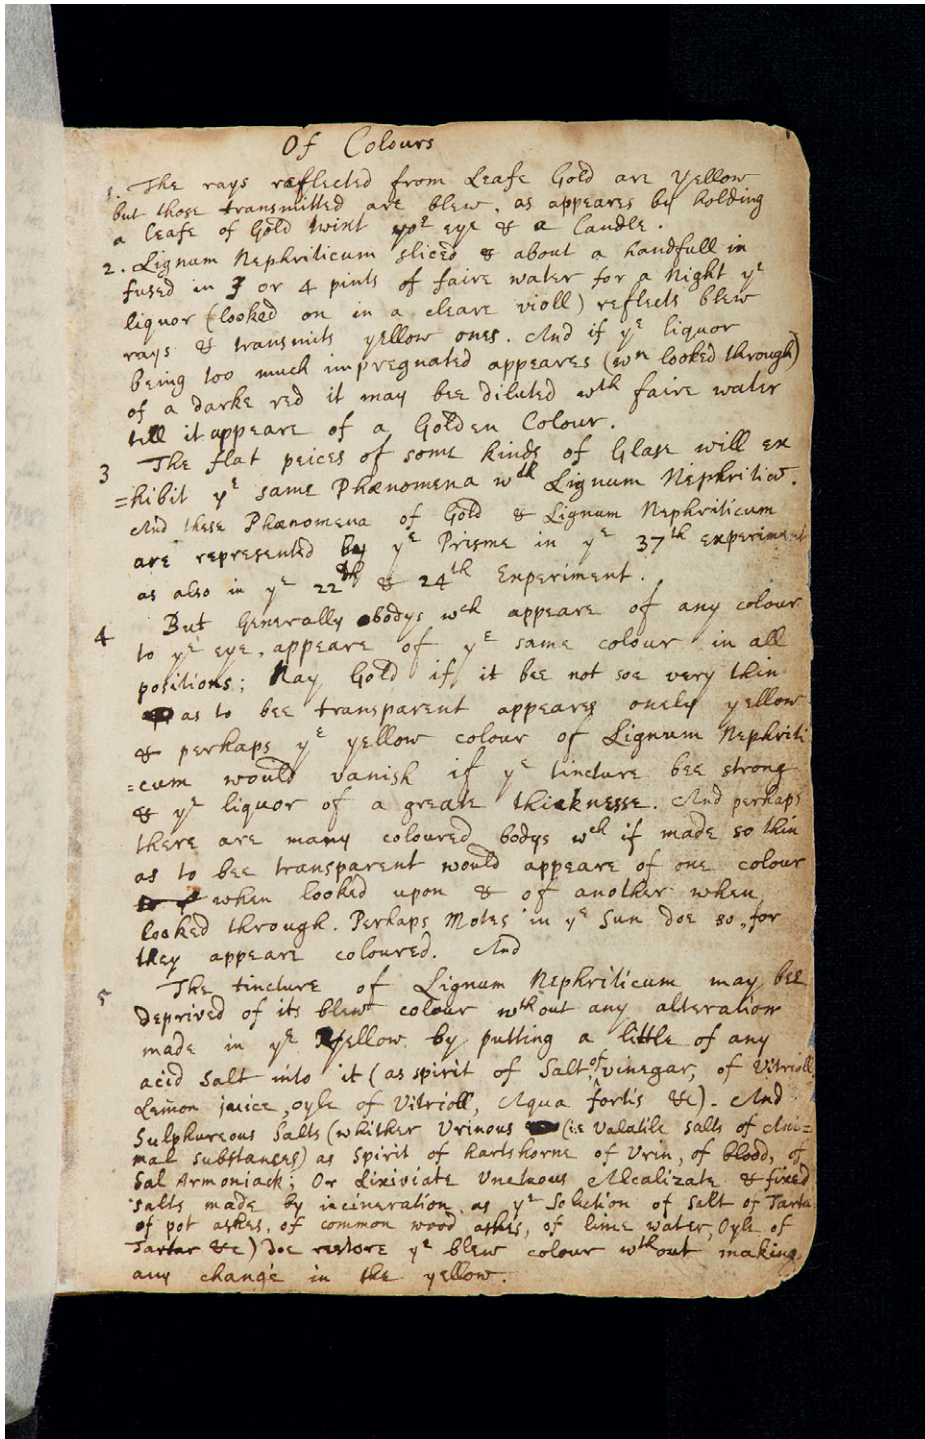 Of Colours
1. The rays reflected from Leafe Gold are yellow
but those transmitted are blew, as appeares by holding
a leafe of Gold twixt yor eye & a Candle.
2. Lignum Nephriticum sliced & about a handfull in
fused in 3 or 4 pints of faire water for a night ye
liquor (looked on in a cleare violl) reflects blew
rays & transmits yellow ones. And if ye liquor
being too much impregnated appeares (wn looked through)
of a darke red it may bee diluted wth faire water
till it appeare of a Golden Colour.
3 The flat peices of some kinds of Glase will ex
=hibit ye same Phænomena wth Lignum Nephritic.
And these Phænomena of Gold & Lignum Nephriticum
are represented by ye Prisme in ye 37th experiment
as also in ye 22th & 24th Experiment.
4 But Generally bodys wch appeare of any colour
to ye eye, appeare of ye same colour in all
positions; Nay Gold if it bee not soe very thin
as to bee transparent appeares onely yellow
& perhaps ye yellow colour of Lignum Nephriti
=cum would vanish if ye tincture bee strong
& ye liquor of a greate thicknesse. And perhaps
there are many coloured bodys wch if made so thin
as to bee transparent would appeare of one colour
when looked upon & of another when
looked through. Perhaps Motes in ye Sun doe so, for
they appeare coloured. And
5 The tincture of Lignum Nephriticum may bee
deprived of its blew colour wthout any alteration
made in ye yellow by putting a little of any
acid salt into it (as spirit of Salt, of vinegar, of Vitrioll,
Lemon juice, oyle of Vitrioll, Aqua fortis &c). And
Sulphureous Salts (whither Urinous (i.e Valatile salts of Ani=
mal substances) as Spirit of hartshorne of Urin, of blood, of
Sal Armoniack; Or Lixiviate Unctuous Alcalizate & fixed
salts made by incineration, as ye Solution of salt of Tartar
of pot ashes, of common wood ashes, of lime water, Oyle of
Tartar &c) doe restore ye blew colour wthout making
any change in the yellow.